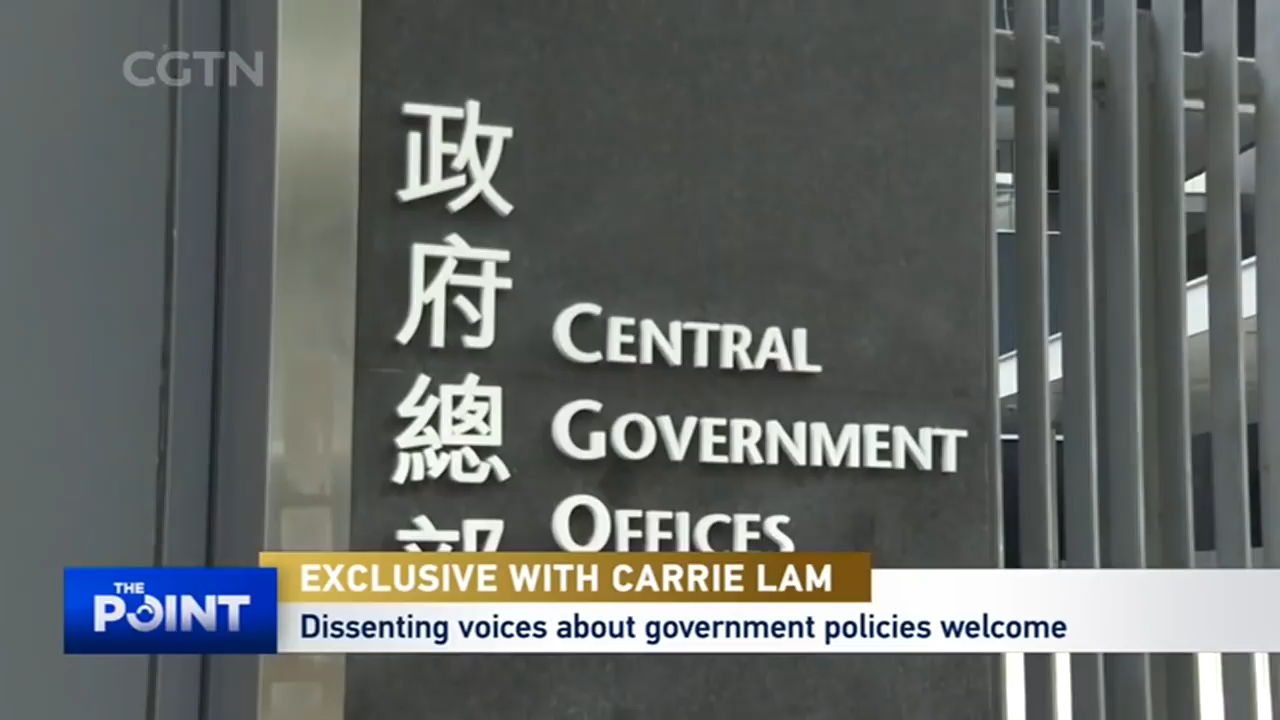 CGTN
政府總部
CENTRAL
GOVERNMENT
OFFICES
THE
POINT
EXCLUSIVE WITH CARRIE LAM
Dissenting voices about government policies welcome